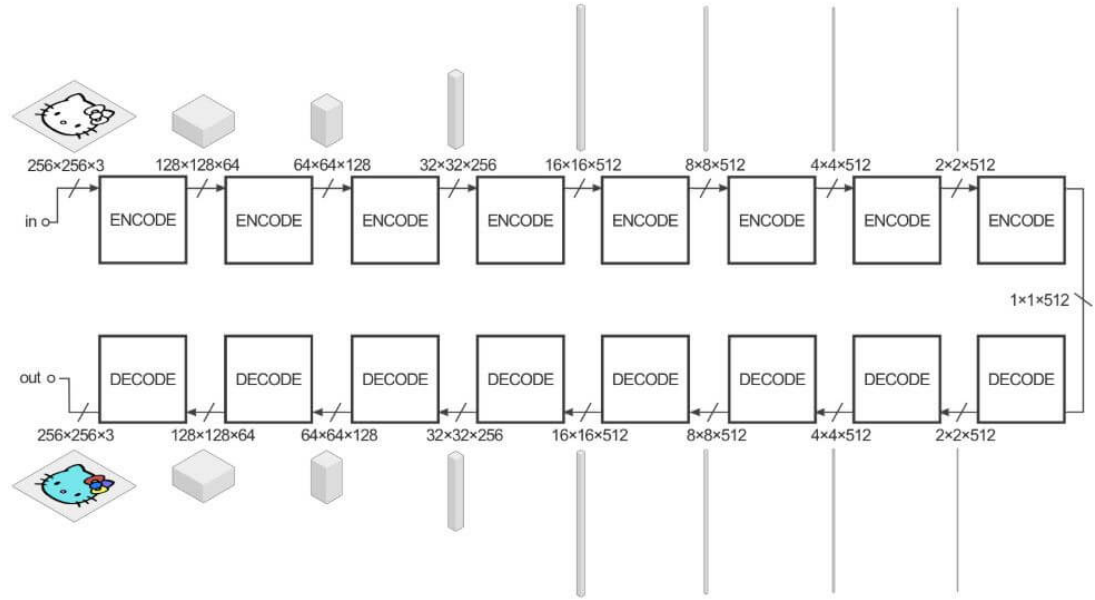 256×256×3 128×128×64 64×64×128 32×32×256 16×16×512 8×8×512 4×4×512 2×2×512
in ENCODE ENCODE ENCODE ENCODE ENCODE ENCODE ENCODE ENCODE
1×1×512
out DECODE DECODE DECODE DECODE DECODE DECODE DECODE DECODE
256×256×3 128×128×64 64×64×128 32×32×256 16×16×512 8×8×512 4×4×512 2×2×512